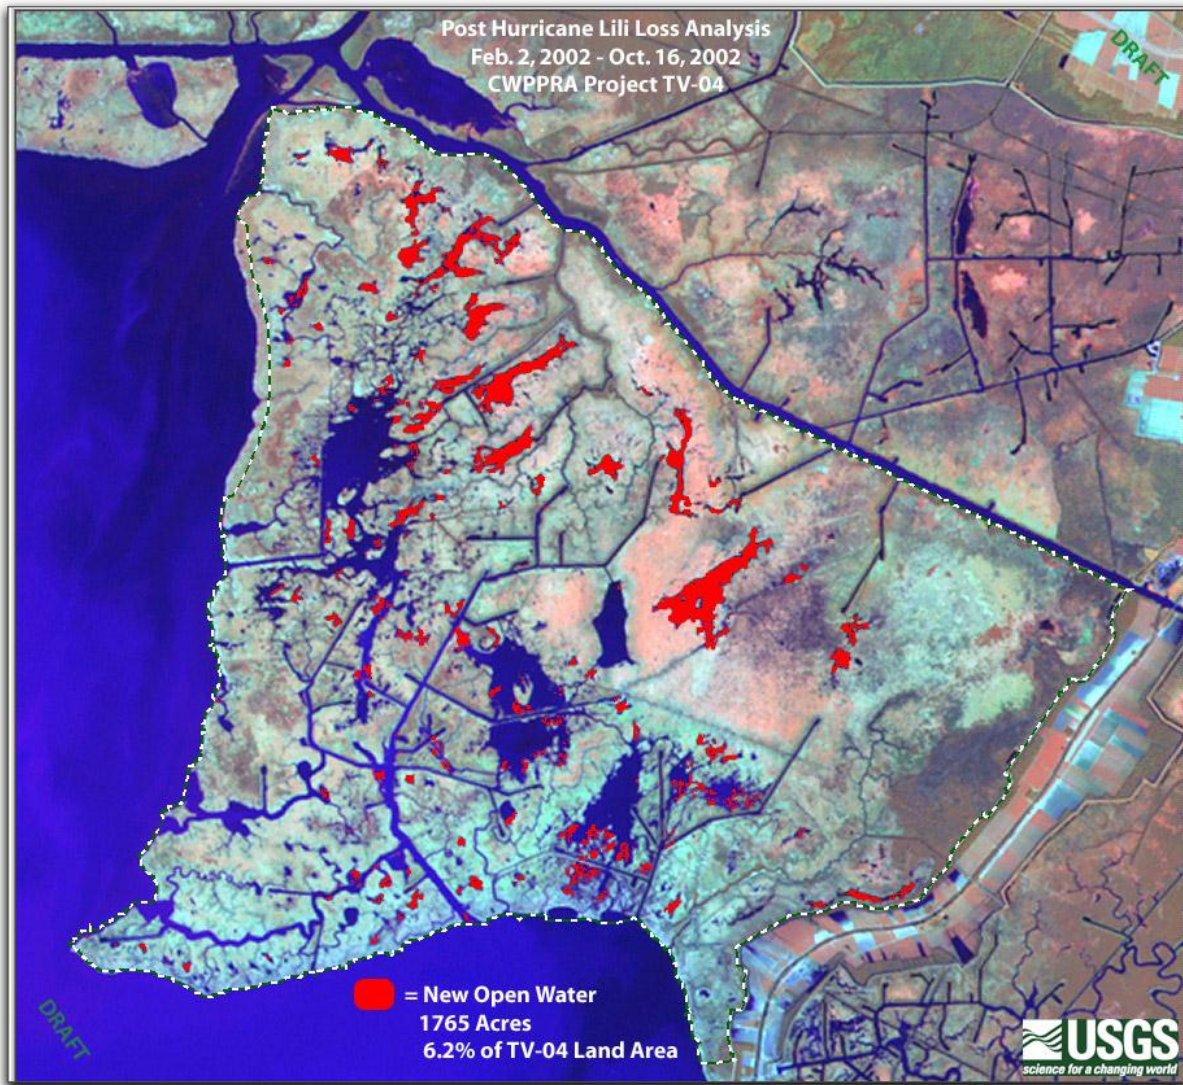 Post Hurricane Lili Loss Analysis
Feb. 2, 2002 - Oct. 16, 2002
CWPPRA Project TV-04
DRAFT
= New Open Water
1765 Acres
6.2% of TV-04 Land Area
DRAFT
USGS
science for a changing world